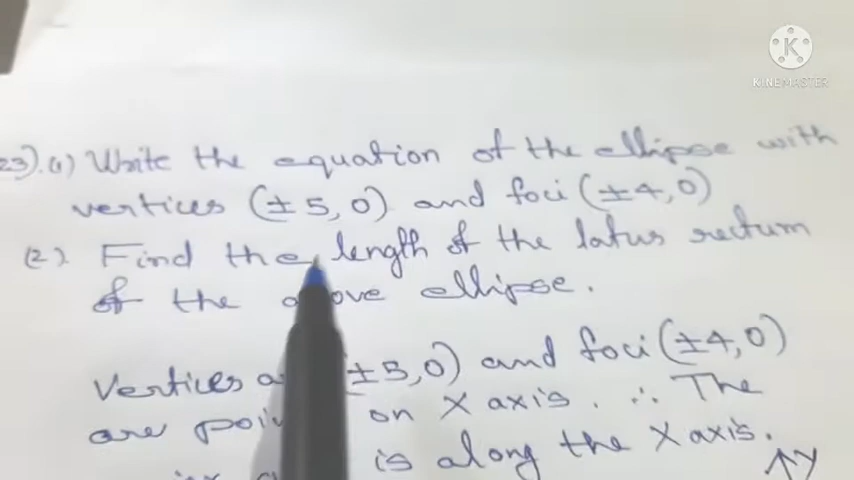 KINEMASTER
23). (1) Write the equation of the ellipse with
vertices (±5, 0) and foci (±4, 0)
(2). Find the length of the latus rectum
of the above ellipse.
Vertices (±5, 0) and foci (±4, 0)
are on X axis. ∴ The
is along the X axis.
Y